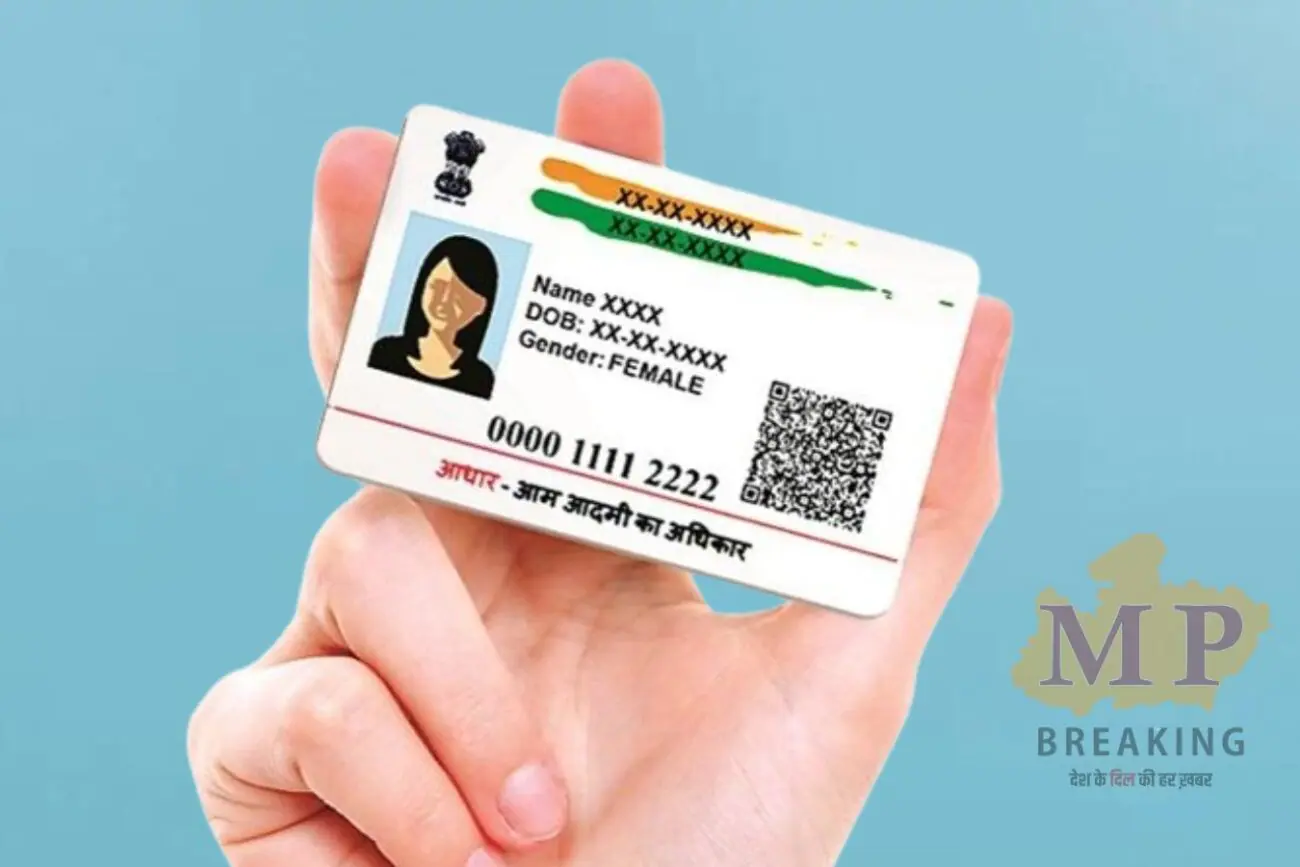 XX-XX-XXXX
XX-XX-XXXX
Name XXXX
DOB: XX-XX-XXXX
Gender: FEMALE
0000 1111 2222
आधार - आम आदमी का अधिकार
MP
BREAKING
देश के दिल की हर ख़बर